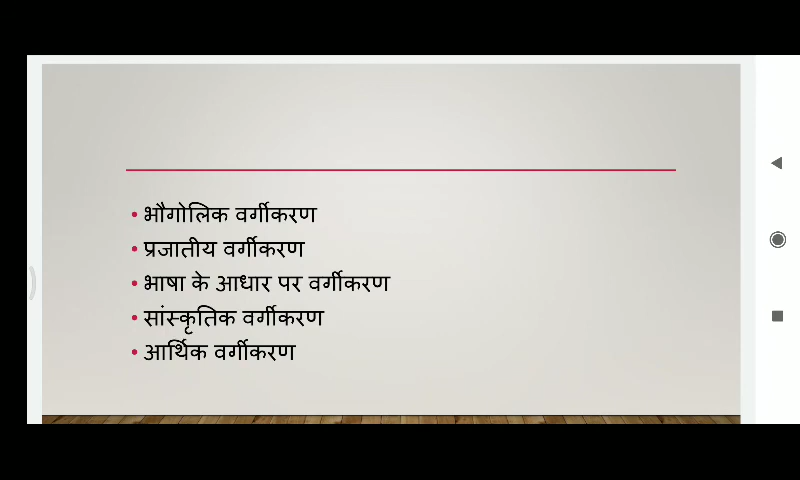 • भौगोलिक वर्गीकरण
• प्रजातीय वर्गीकरण
• भाषा के आधार पर वर्गीकरण
• सांस्कृतिक वर्गीकरण
• आर्थिक वर्गीकरण